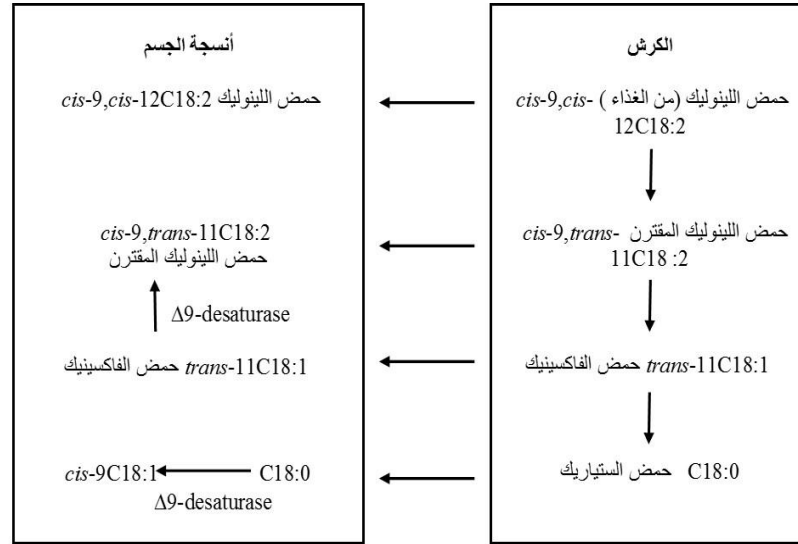 الكرش
حمض اللينوليك (من الغذاء ) cis-9,cis-
12C18:2
حمض اللينوليك المقترن cis-9,trans-
11C18 :2
trans-11C18:1 حمض الفاكسينيك
C18:0 حمض الستياريك
أنسجة الجسم
حمض اللينوليك cis-9,cis-12C18:2
cis-9,trans-11C18:2
حمض اللينوليك المقترن
Δ9-desaturase
trans-11C18:1 حمض الفاكسينيك
cis-9C18:1 C18:0
Δ9-desaturase